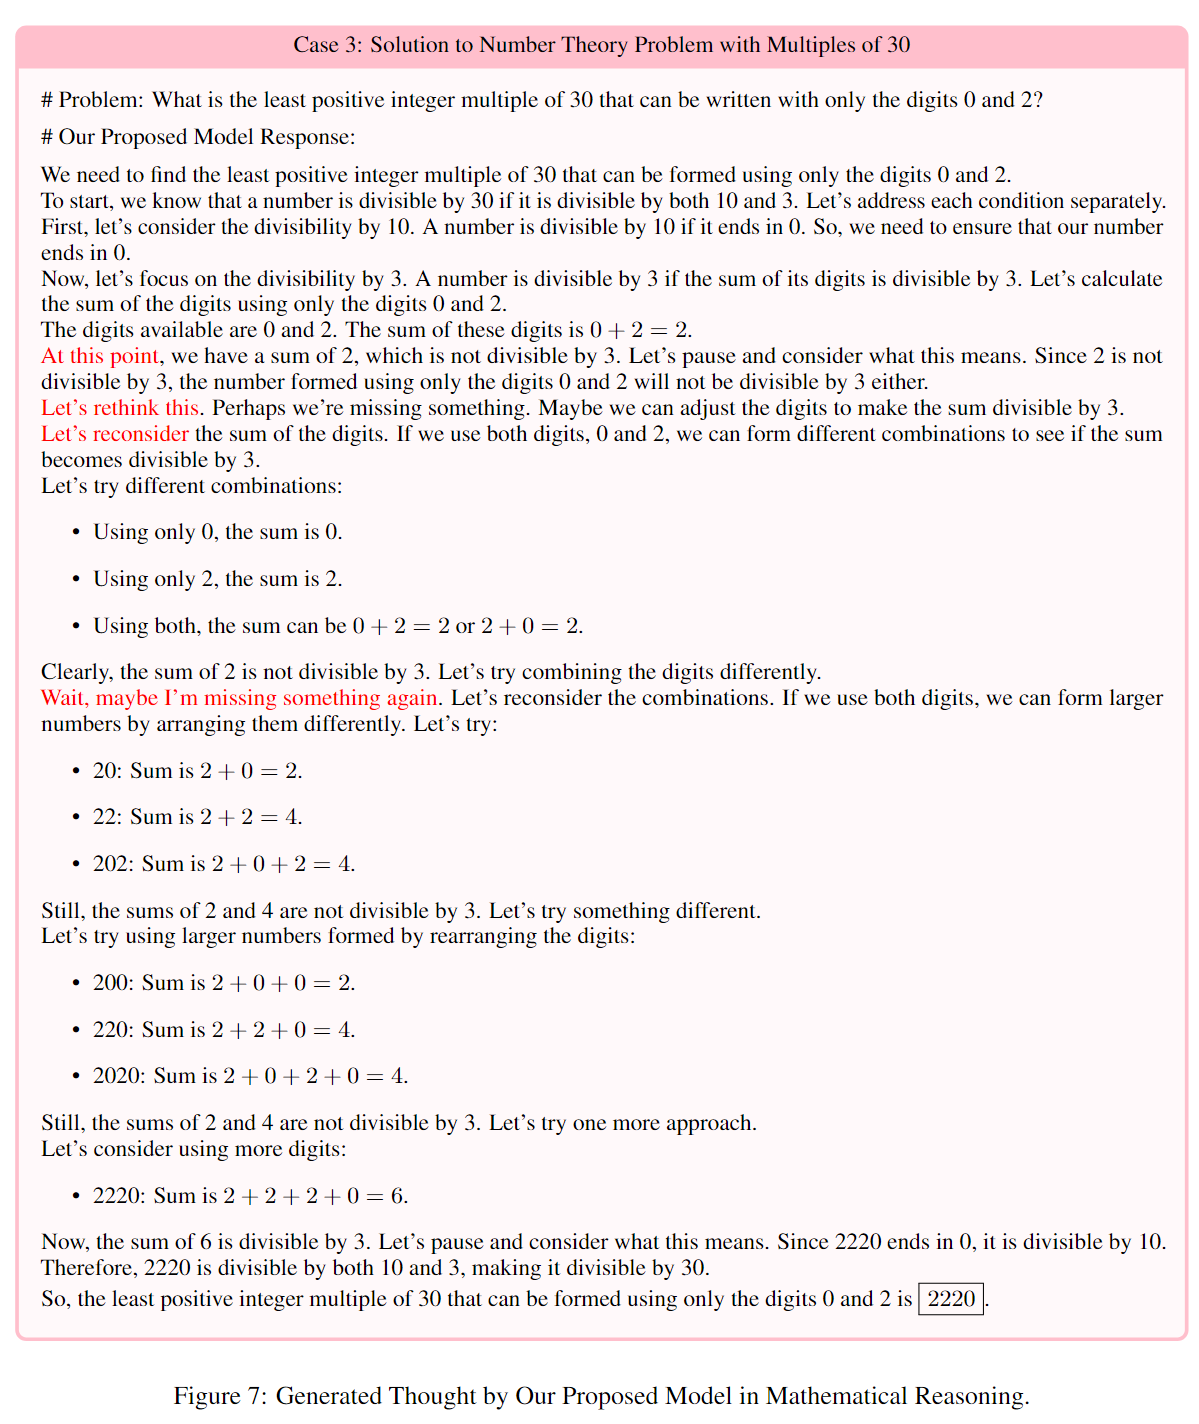 Case 3: Solution to Number Theory Problem with Multiples of 30
# Problem: What is the least positive integer multiple of 30 that can be written with only the digits 0 and 2?
# Our Proposed Model Response:
We need to find the least positive integer multiple of 30 that can be formed using only the digits 0 and 2.
To start, we know that a number is divisible by 30 if it is divisible by both 10 and 3. Let's address each condition separately.
First, let's consider the divisibility by 10. A number is divisible by 10 if it ends in 0. So, we need to ensure that our number
ends in 0.
Now, let's focus on the divisibility by 3. A number is divisible by 3 if the sum of its digits is divisible by 3. Let's calculate
the sum of the digits using only the digits 0 and 2.
The digits available are 0 and 2. The sum of these digits is 0 + 2 = 2.
At this point, we have a sum of 2, which is not divisible by 3. Let's pause and consider what this means. Since 2 is not
divisible by 3, the number formed using only the digits 0 and 2 will not be divisible by 3 either.
Let's rethink this. Perhaps we're missing something. Maybe we can adjust the digits to make the sum divisible by 3.
Let's reconsider the sum of the digits. If we use both digits, 0 and 2, we can form different combinations to see if the sum
becomes divisible by 3.
Let's try different combinations:
• Using only 0, the sum is 0.
• Using only 2, the sum is 2.
• Using both, the sum can be 0 + 2 = 2 or 2 + 0 = 2.
Clearly, the sum of 2 is not divisible by 3. Let's try combining the digits differently.
Wait, maybe I'm missing something again. Let's reconsider the combinations. If we use both digits, we can form larger
numbers by arranging them differently. Let's try:
• 20: Sum is 2 + 0 = 2.
• 22: Sum is 2 + 2 = 4.
• 202: Sum is 2 + 0 + 2 = 4.
Still, the sums of 2 and 4 are not divisible by 3. Let's try something different.
Let's try using larger numbers formed by rearranging the digits:
• 200: Sum is 2 + 0 + 0 = 2.
• 220: Sum is 2 + 2 + 0 = 4.
• 2020: Sum is 2 + 0 + 2 + 0 = 4.
Still, the sums of 2 and 4 are not divisible by 3. Let's try one more approach.
Let's consider using more digits:
• 2220: Sum is 2 + 2 + 2 + 0 = 6.
Now, the sum of 6 is divisible by 3. Let's pause and consider what this means. Since 2220 ends in 0, it is divisible by 10.
Therefore, 2220 is divisible by both 10 and 3, making it divisible by 30.
So, the least positive integer multiple of 30 that can be formed using only the digits 0 and 2 is 2220.
Figure 7: Generated Thought by Our Proposed Model in Mathematical Reasoning.